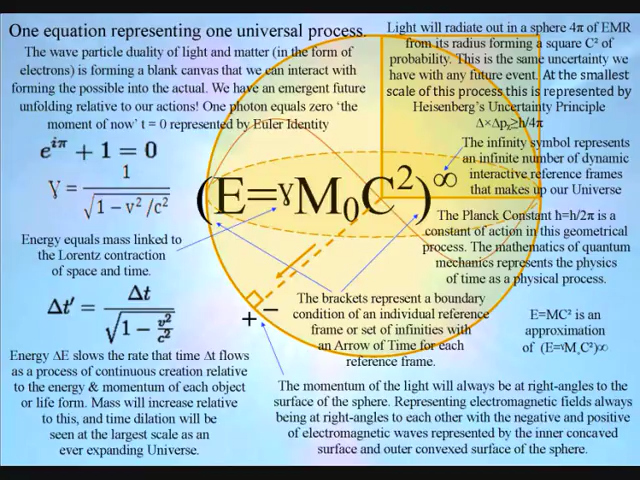 One equation representing one universal process.
The wave particle duality of light and matter (in the form
of electrons) is forming a blank canvas that we can interact with
forming the possible into the actual. We have an emergent future
unfolding relative to our actions! One photon equals zero ‘the
moment of now’ t = 0 represented by Euler Identity
e^{iπ} + 1 = 0
γ = 1 / √(1 − v²/c²)
Energy equals mass linked to
the Lorentz contraction
of space and time.
Δt′ = Δt / √(1 − v²/c²)
Energy ΔE slows the rate that time Δt flows
as a process of continuous creation relative
to the energy & momentum of each object
or life form. Mass will increase relative
to this, and time dilation will be
seen at the largest scale as an
ever expanding Universe.
(E=γM₀C²)∞
+ −
Light will radiate out in a sphere 4π of EMR
from its radius forming a square C² of
probability. This is the same uncertainty we
have with any future event. At the smallest
scale of this process this is represented by
Heisenberg's Uncertainty Principle
Δ×Δpₓ≥h/4π
The infinity symbol represents
an infinite number of dynamic
interactive reference frames
that makes up our Universe
The Planck Constant h=h/2π is a
constant of action in this geometrical
process. The mathematics of quantum
mechanics represents the physics
of time as a physical process.
The brackets represent a boundary
condition of an individual reference
frame or set of infinities with
an Arrow of Time for each
reference frame.
E=MC² is an
approximation
of (E=γM₀C²)∞
The momentum of the light will always be at right-angles to the
surface of the sphere. Representing electromagnetic fields always
being at right-angles to each other with the negative and positive
of electromagnetic waves represented by the inner concaved
surface and outer convexed surface of the sphere.